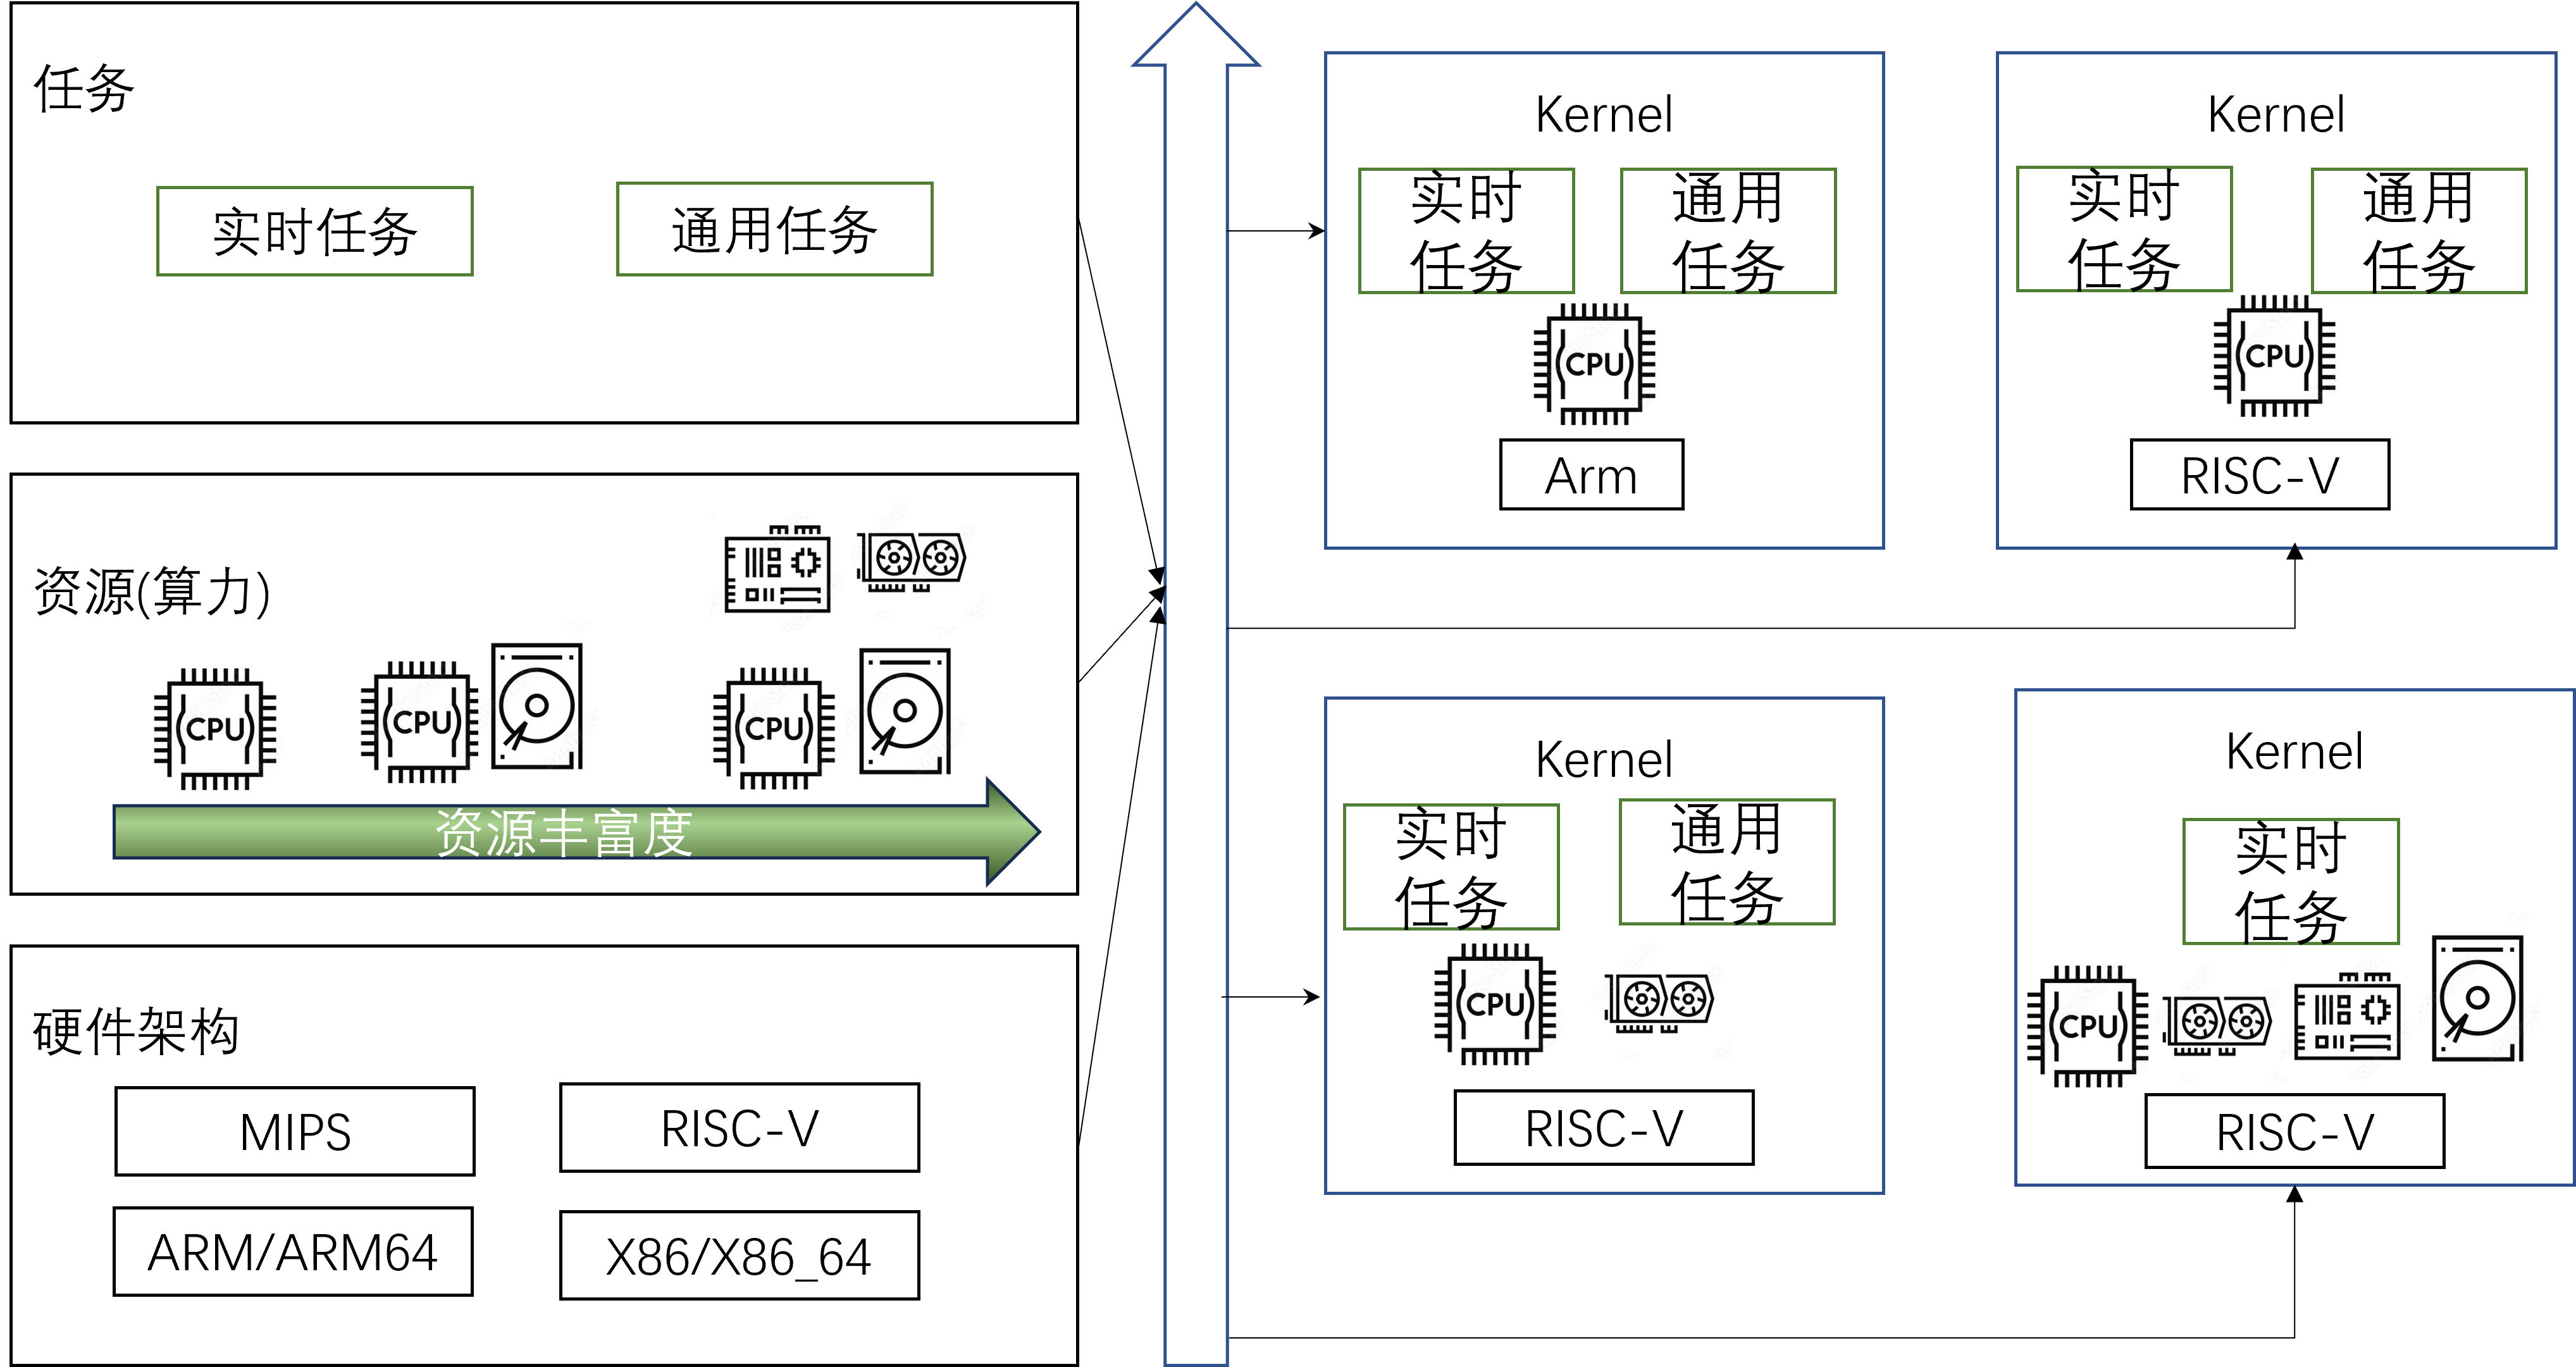 任务
实时任务
通用任务
资源(算力)
CPU
CPU
CPU
资源丰富度
硬件架构
MIPS
RISC-V
ARM/ARM64
X86/X86_64
Kernel
实时
任务
通用
任务
CPU
Arm
Kernel
实时
任务
通用
任务
CPU
RISC-V
Kernel
实时
任务
通用
任务
CPU
RISC-V
Kernel
实时
任务
CPU
RISC-V